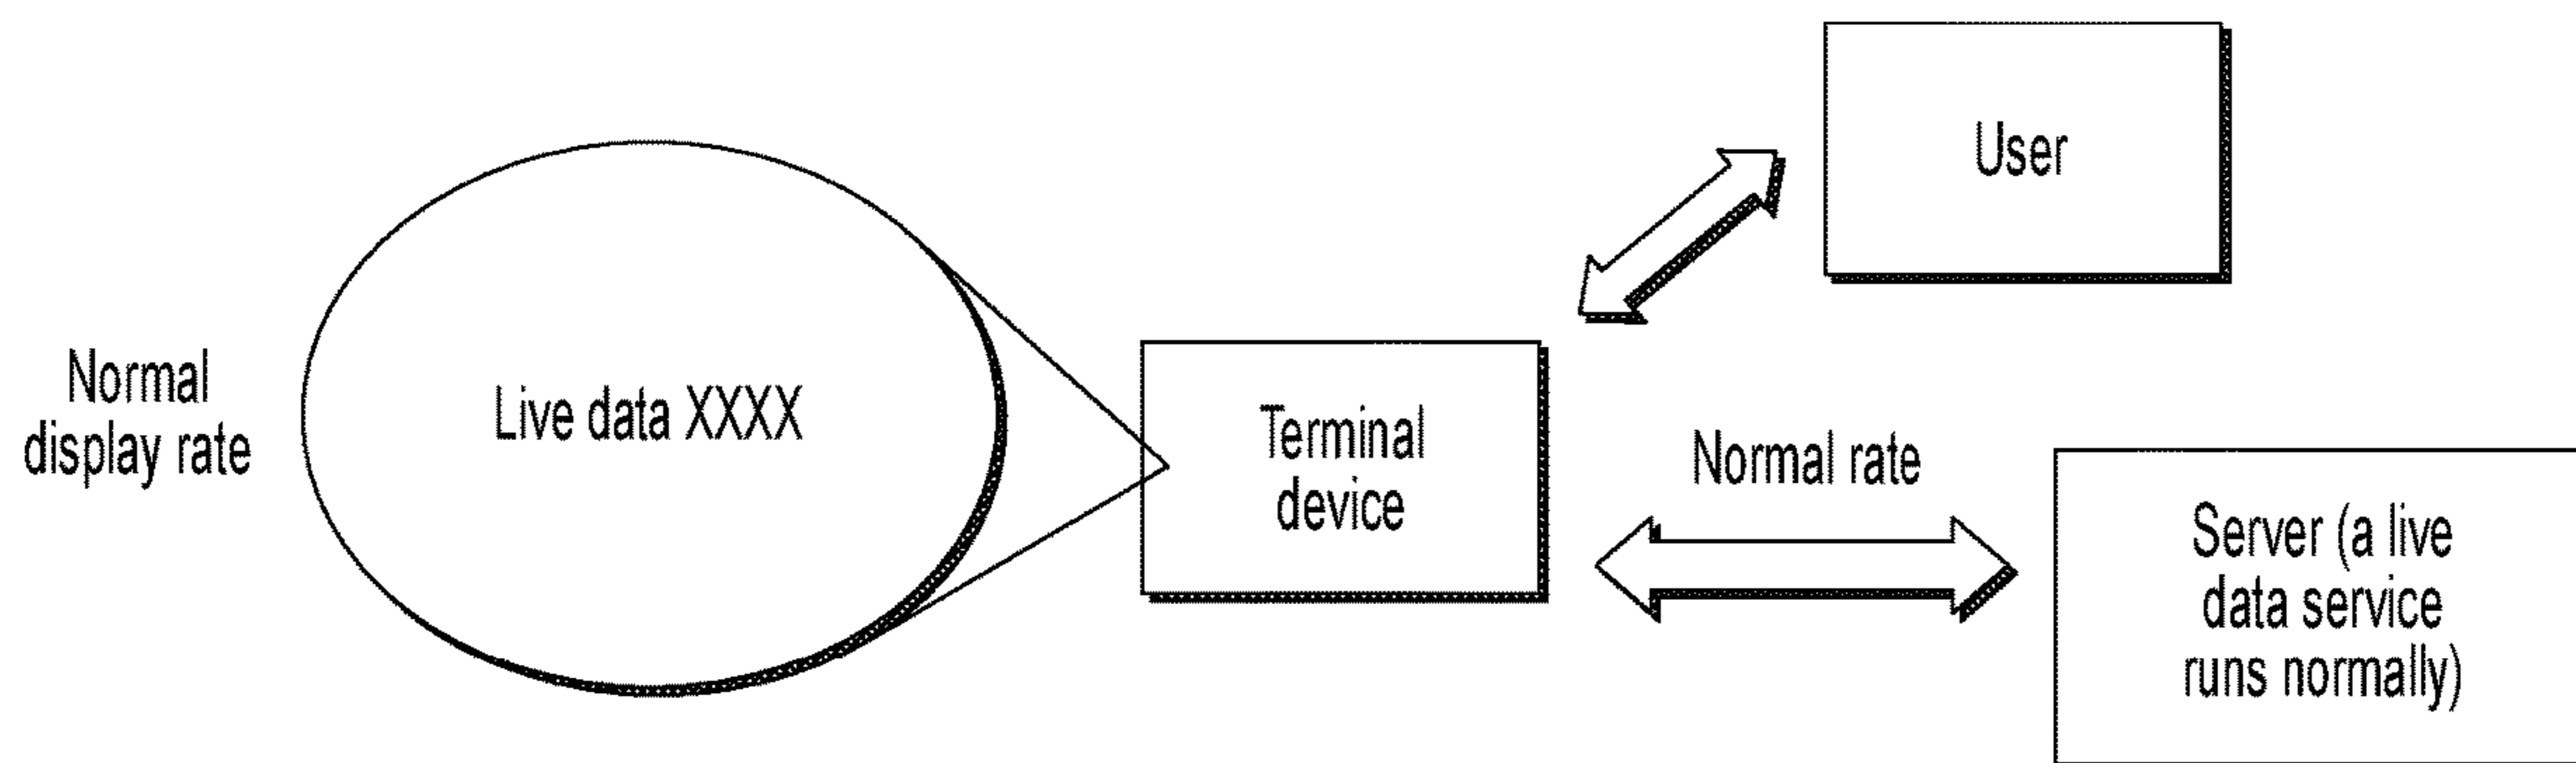 User
Normal
display rate
Live data XXXX
Terminal
device
Normal rate
Server (a live
data service
runs normally)